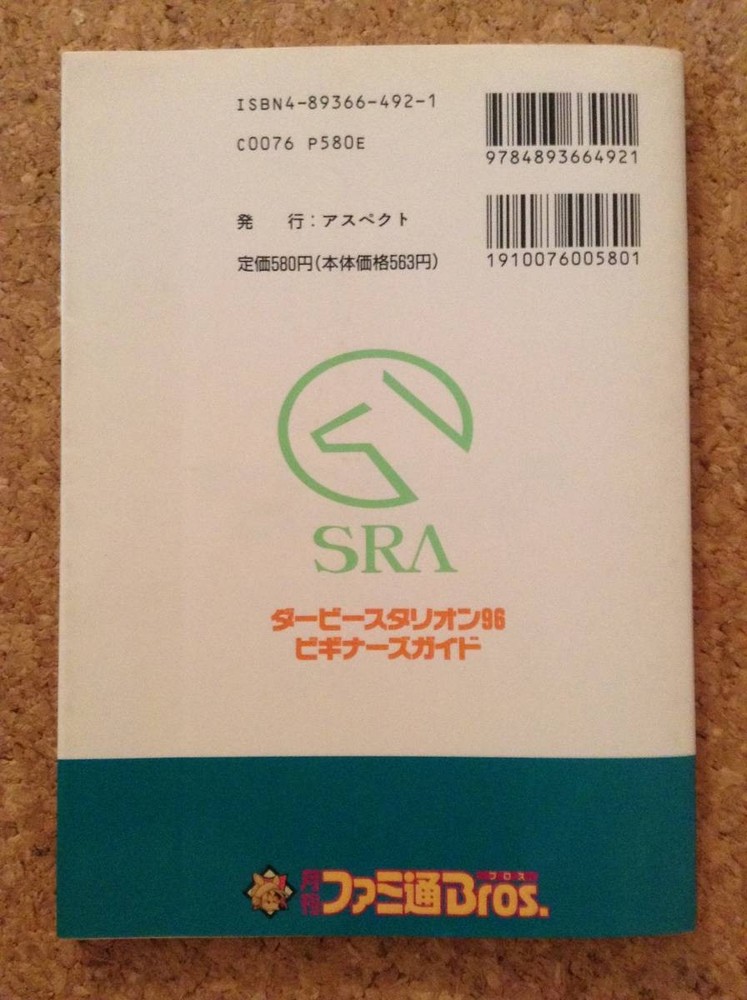 ISBN4-89366-492-1
C0076 P580E
9784893664921
発　行：アスペクト
1910076005801
定価580円(本体価格563円)
SRA
ダービースタリオン96
ビギナーズガイド
ブロス
月刊ファミ通Bros.